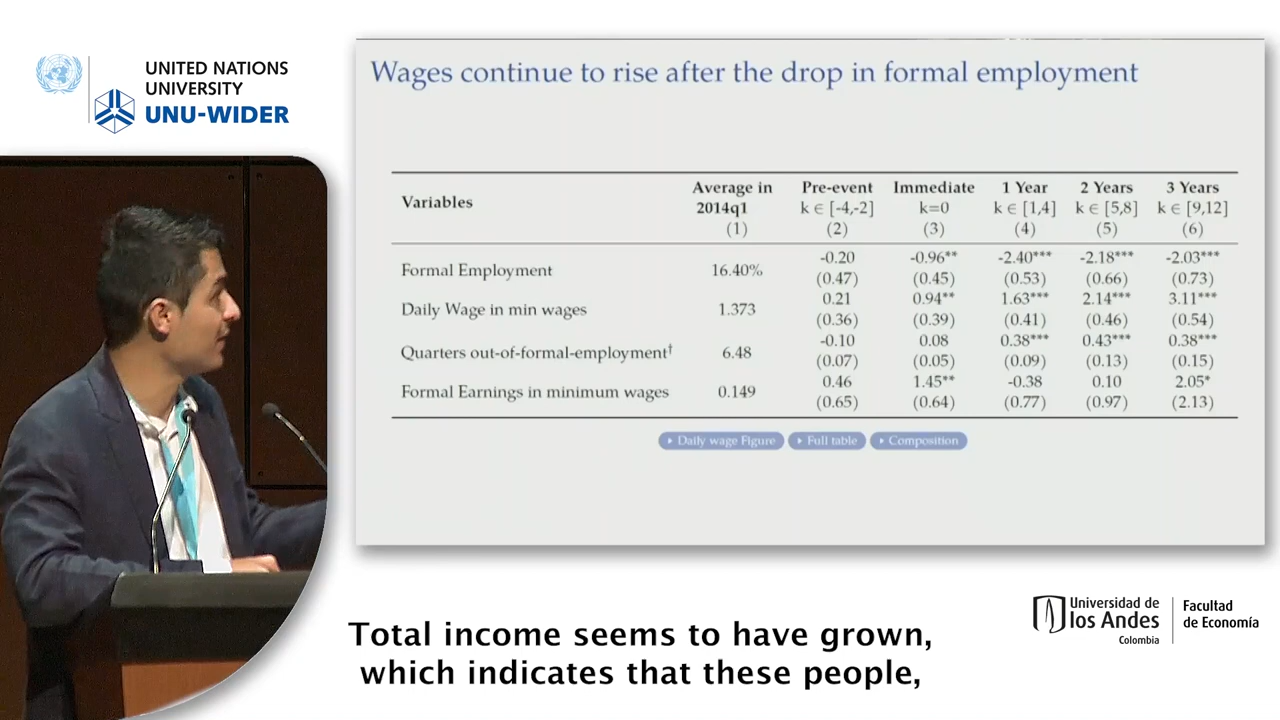 UNITED NATIONS
UNIVERSITY
UNU-WIDER
Wages continue to rise after the drop in formal employment
Variables Average in 2014q1 (1) Pre-event k ∈ [-4,-2] (2) Immediate k=0 (3) 1 Year k ∈ [1,4] (4) 2 Years k ∈ [5,8] (5) 3 Years k ∈ [9,12] (6)
Formal Employment 16.40% -0.20 -0.96** -2.40*** -2.18*** -2.03***
(0.47) (0.45) (0.53) (0.66) (0.73)
Daily Wage in min wages 1.373 0.21 0.94** 1.63*** 2.14*** 3.11***
(0.36) (0.39) (0.41) (0.46) (0.54)
Quarters out-of-formal-employment† 6.48 -0.10 0.08 0.38*** 0.43*** 0.38***
(0.07) (0.05) (0.09) (0.13) (0.15)
Formal Earnings in minimum wages 0.149 0.46 1.45** -0.38 0.10 2.05*
(0.65) (0.64) (0.77) (0.97) (2.13)
Daily wage Figure Full table Composition
Universidad de
los Andes
Colombia
Facultad
de Economía
Total income seems to have grown,
which indicates that these people,